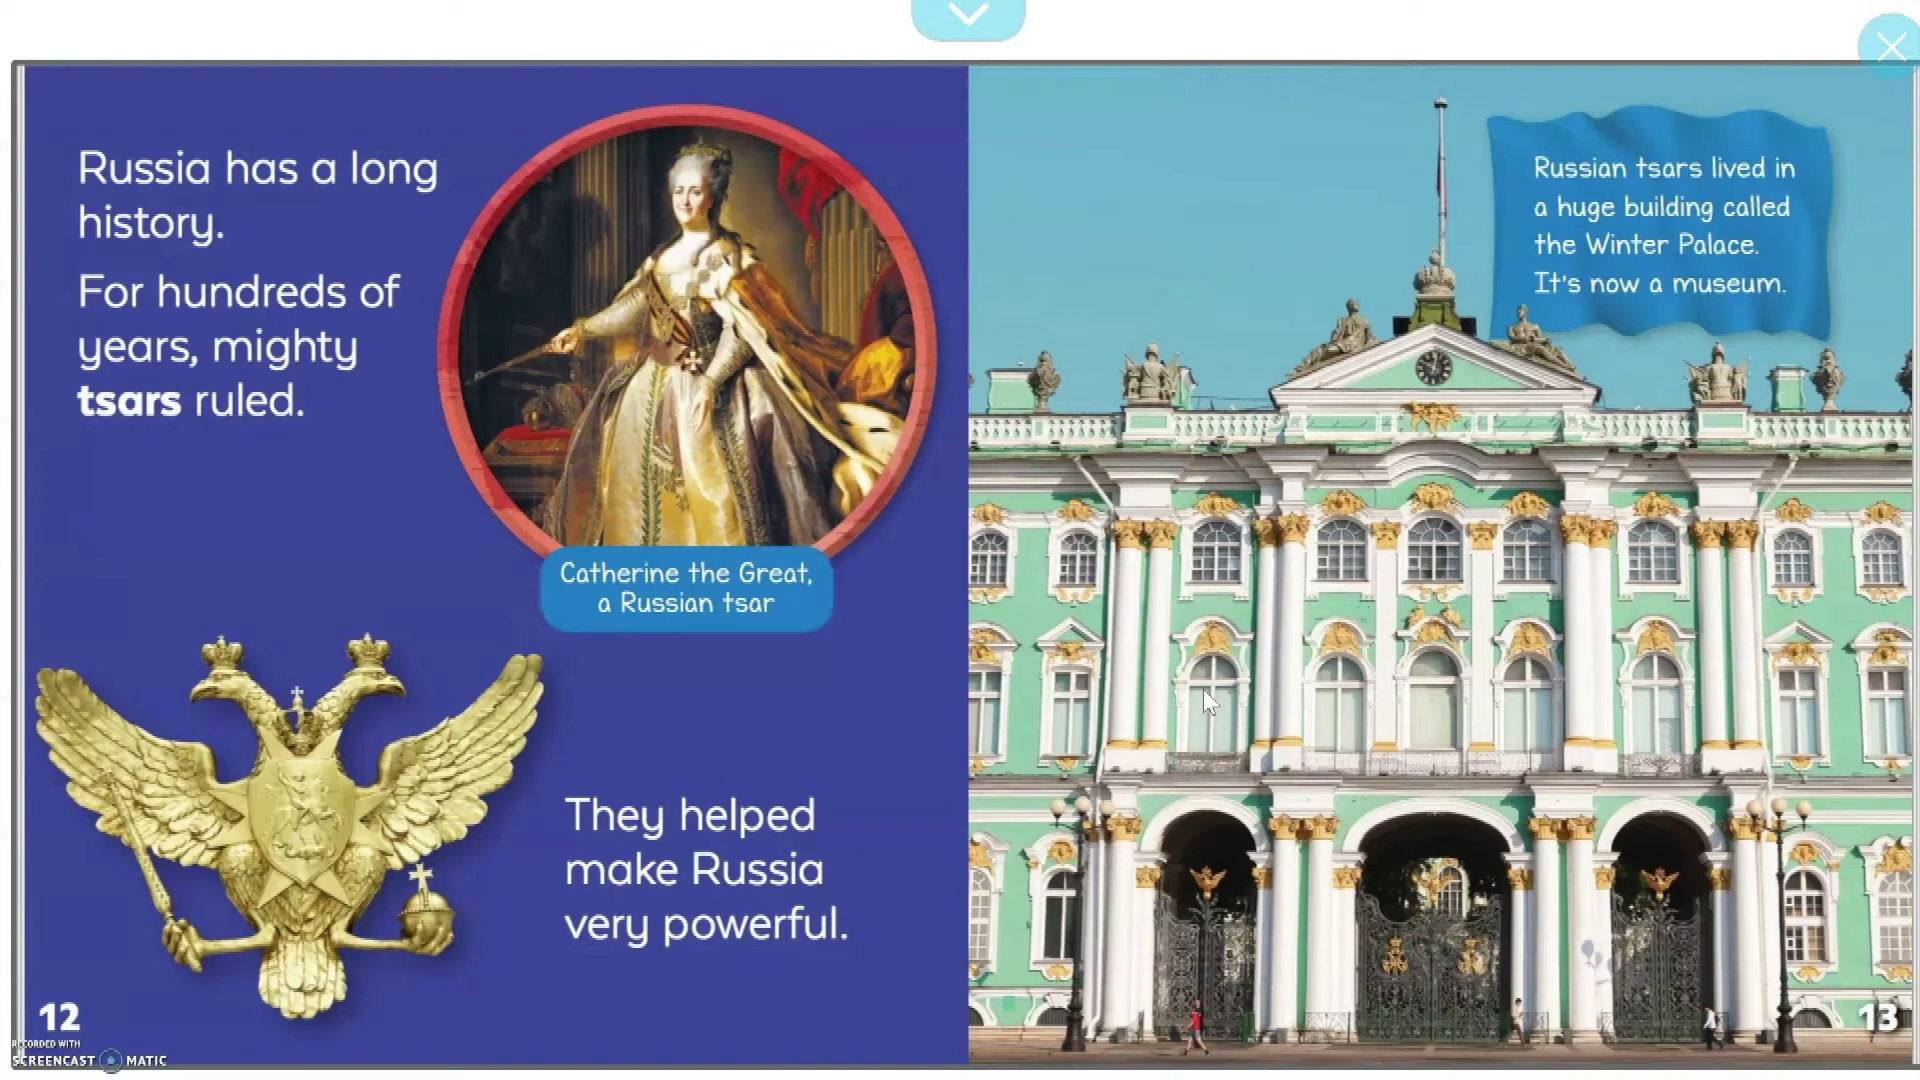 Russia has a long
history.
For hundreds of
years, mighty
tsars ruled.
Catherine the Great,
a Russian tsar
They helped
make Russia
very powerful.
12
Russian tsars lived in
a huge building called
the Winter Palace.
It's now a museum.
13
RECORDED WITH
SCREENCAST MATIC